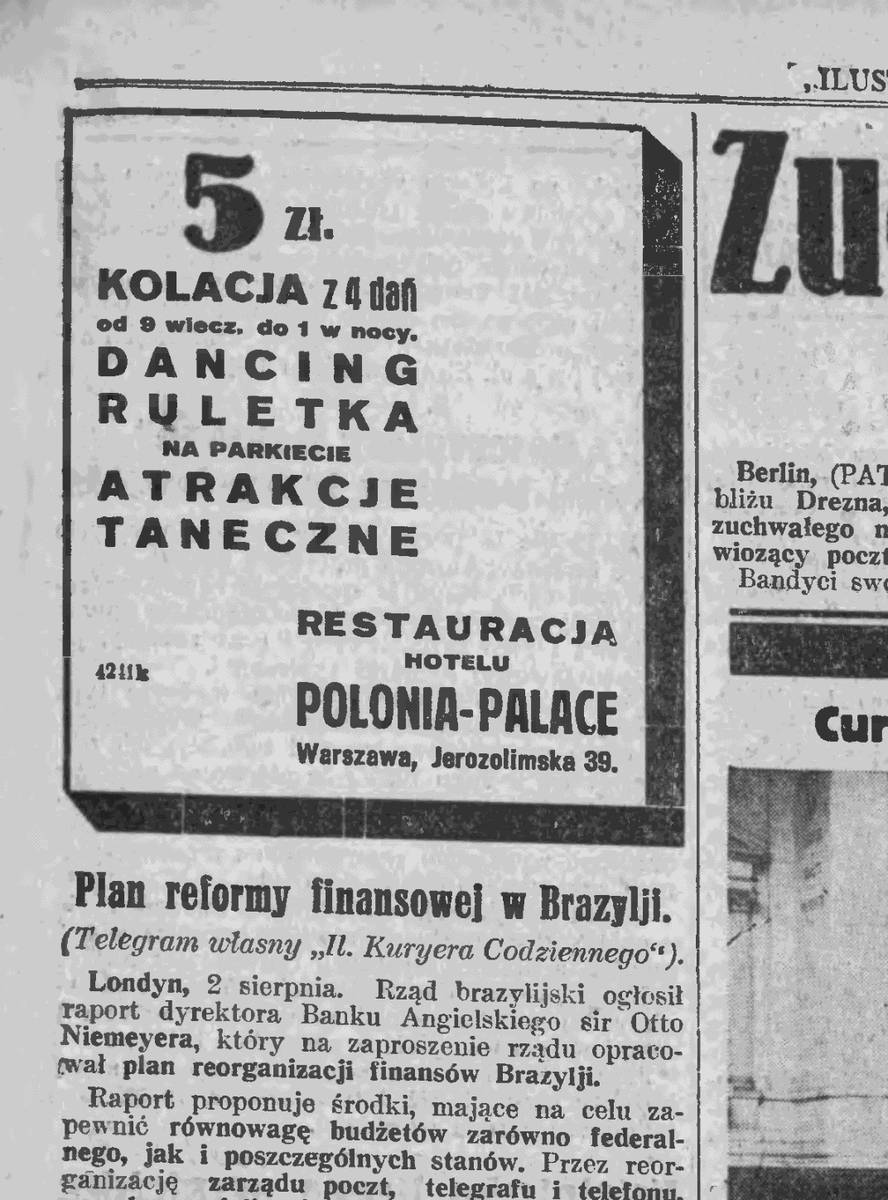 „ILUS
5 zł.
KOLACJA z 4 dań
od 9 wiecz. do 1 w nocy.
DANCING
RULETKA
NA PARKIECIE
ATRAKCJE
TANECZNE
RESTAURACJA
HOTELU
4211k
POLONIA-PALACE
Warszawa, Jerozolimska 39.
Plan reformy finansowej w Brazylji.
(Telegram własny „Il. Kuryera Codziennego“).
Londyn, 2 sierpnia. Rząd brazylijski ogłosił
raport dyrektora Banku Angielskiego sir Otto
Niemeyera, który na zaproszenie rządu opraco-
wał plan reorganizacji finansów Brazylji.
Raport proponuje środki, mające na celu za-
pewnić równowagę budżetów zarówno federal-
nego, jak i poszczególnych stanów. Przez reor-
ganizację zarządu poczt, telegrafu i telefonu,
Zu
Berlin, (PAT
bliżu Drezna,
zuchwałego n
wiozący poczt
Bandyci swo
Cur